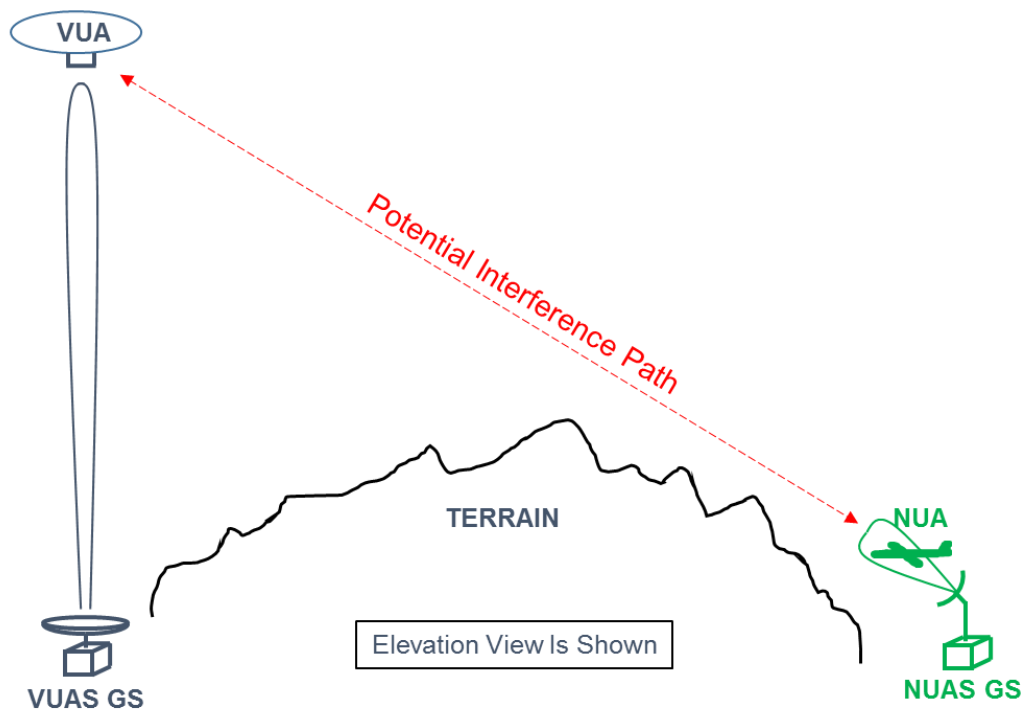 VUA
Potential Interference Path
TERRAIN
NUA
Elevation View Is Shown
VUAS GS
NUAS GS